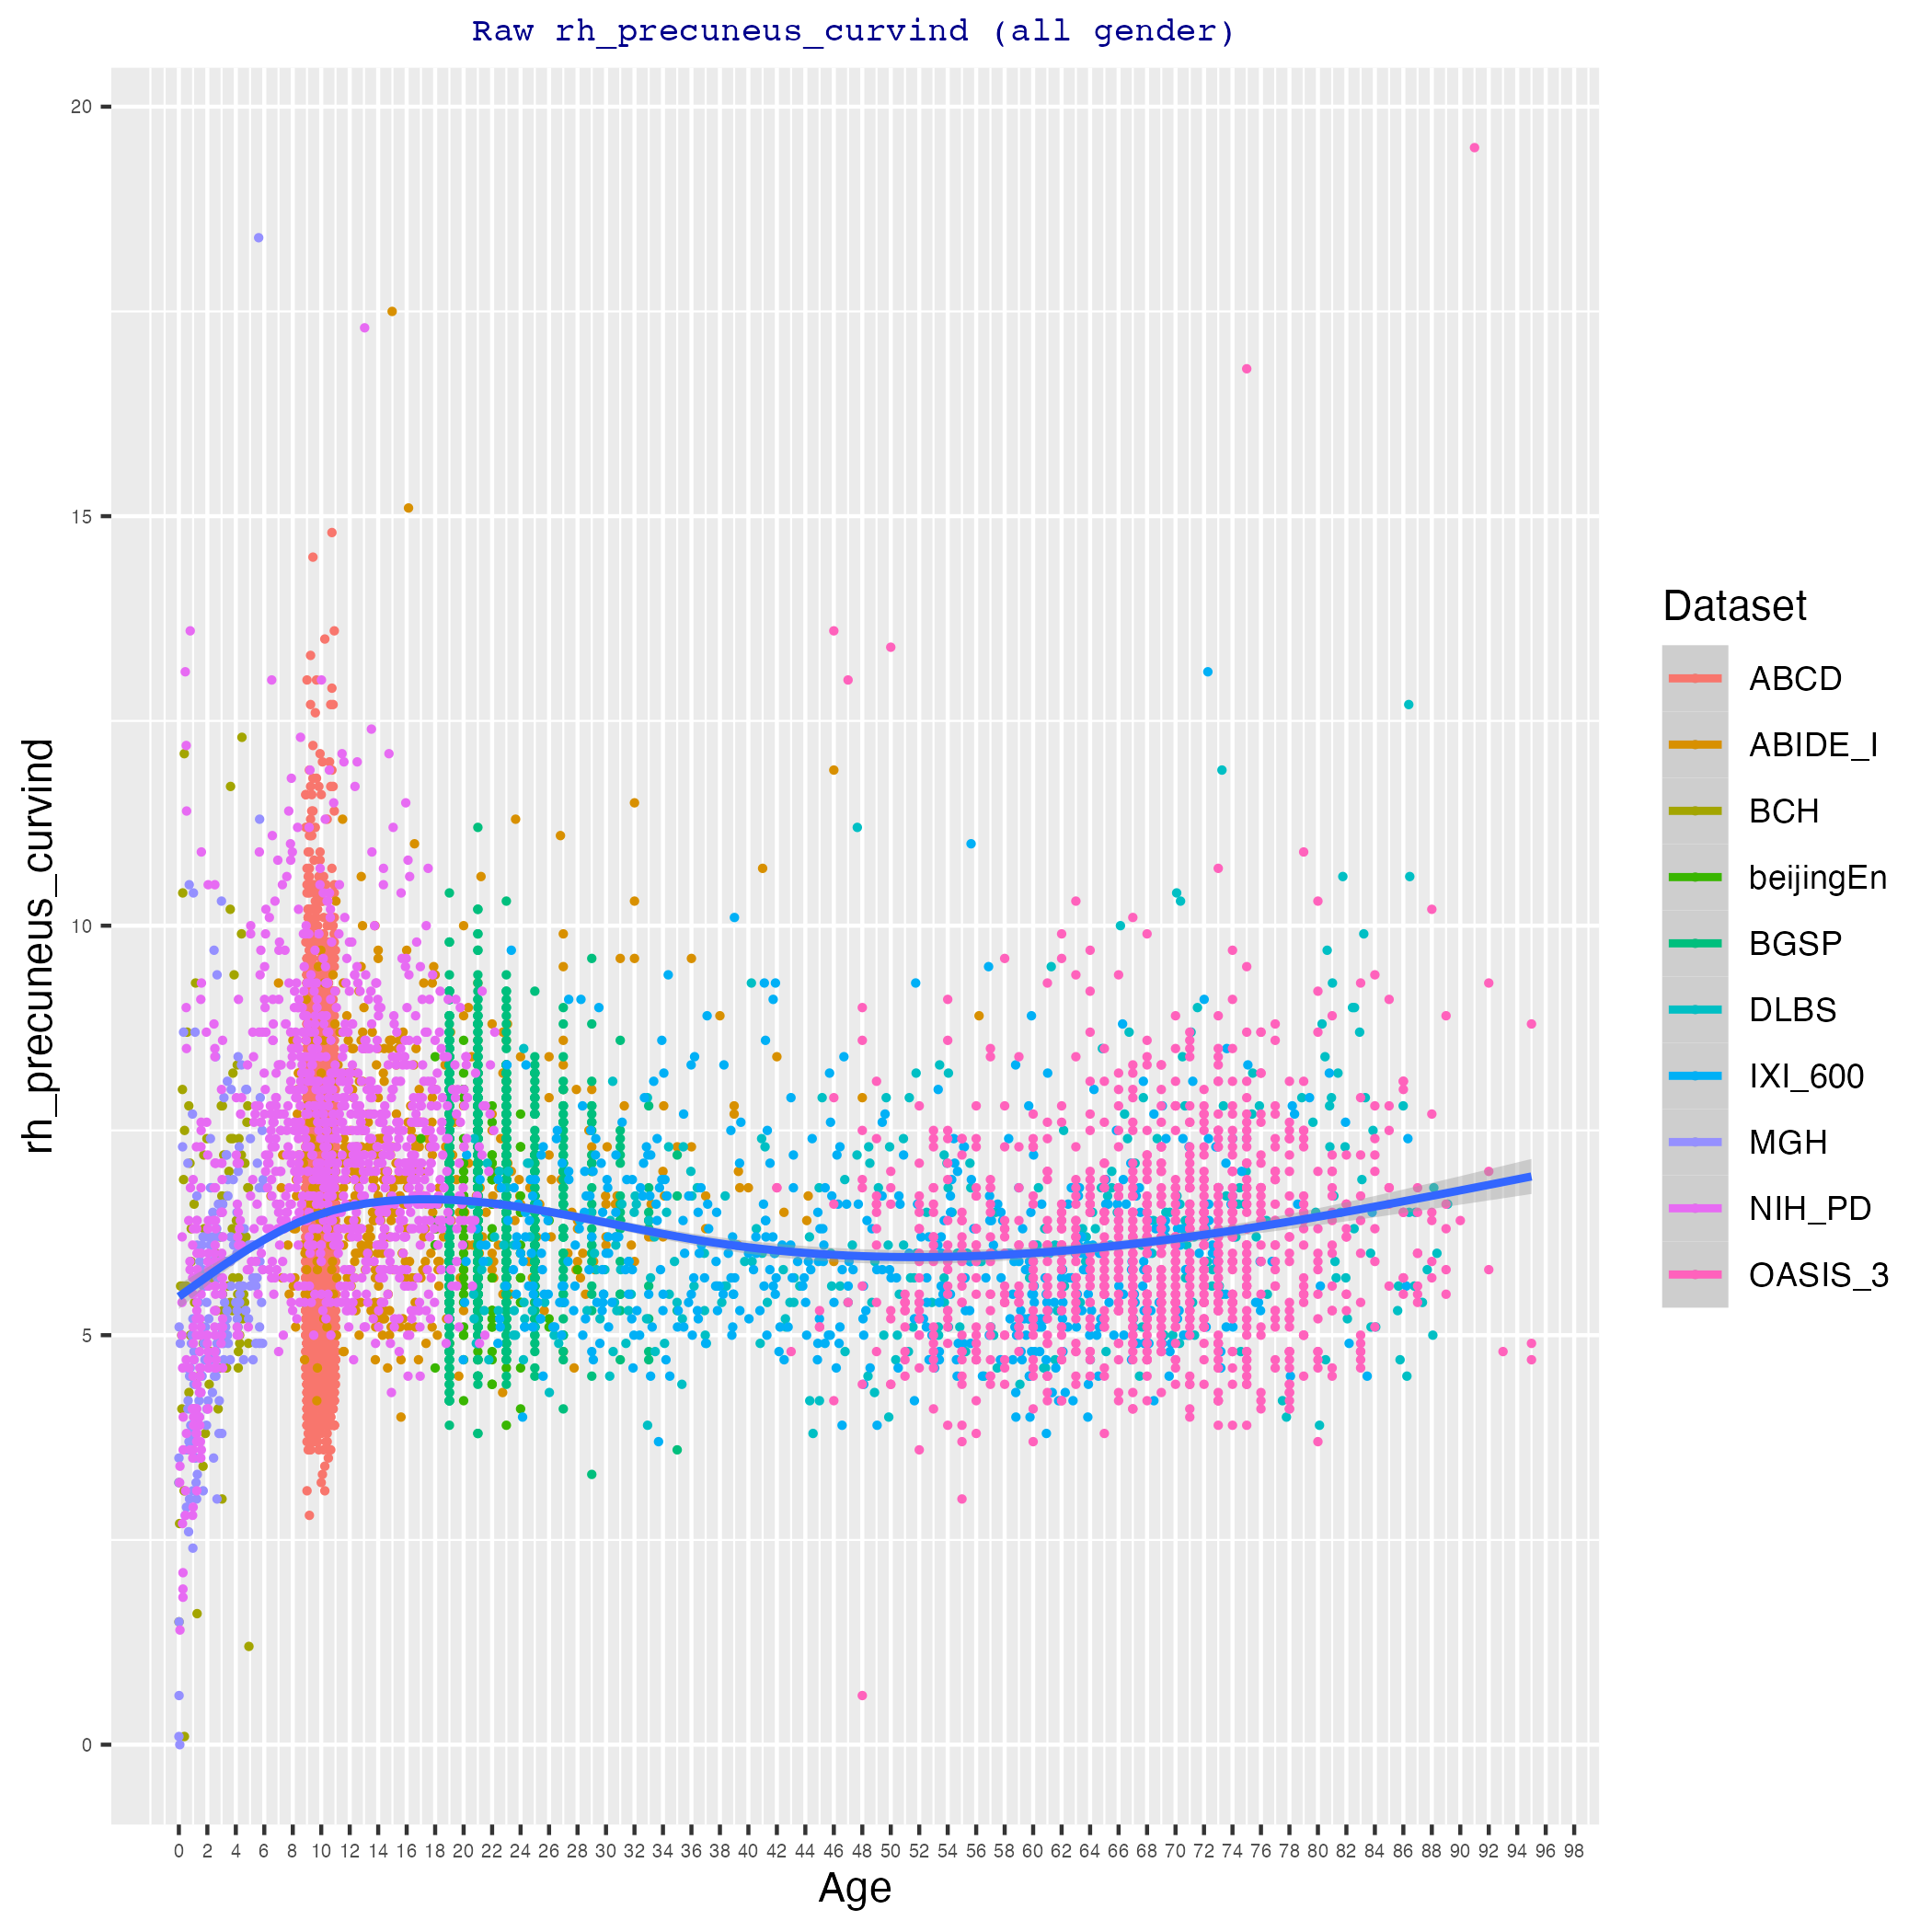 Raw rh_precuneus_curvind (all gender)
20
15
10
5
0
rh_precuneus_curvind
0 2 4 6 8 10 12 14 16 18 20 22 24 26 28 30 32 34 36 38 40 42 44 46 48 50 52 54 56 58 60 62 64 66 68 70 72 74 76 78 80 82 84 86 88 90 92 94 96 98
Age
Dataset
ABCD
ABIDE_I
BCH
beijingEn
BGSP
DLBS
IXI_600
MGH
NIH_PD
OASIS_3